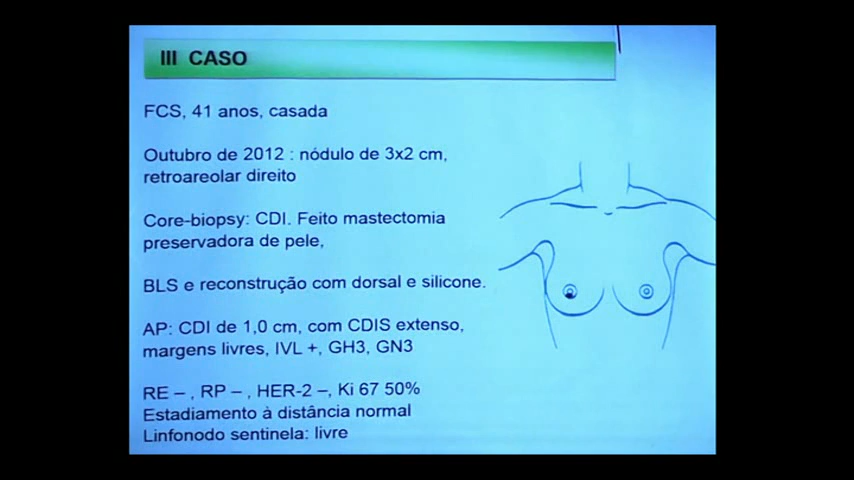 III CASO
FCS, 41 anos, casada
Outubro de 2012 : nódulo de 3x2 cm,
retroareolar direito
Core-biopsy: CDI. Feito mastectomia
preservadora de pele,
BLS e reconstrução com dorsal e silicone.
AP: CDI de 1,0 cm, com CDIS extenso,
margens livres, IVL +, GH3, GN3
RE – , RP – , HER-2 –, Ki 67 50%
Estadiamento à distância normal
Linfonodo sentinela: livre